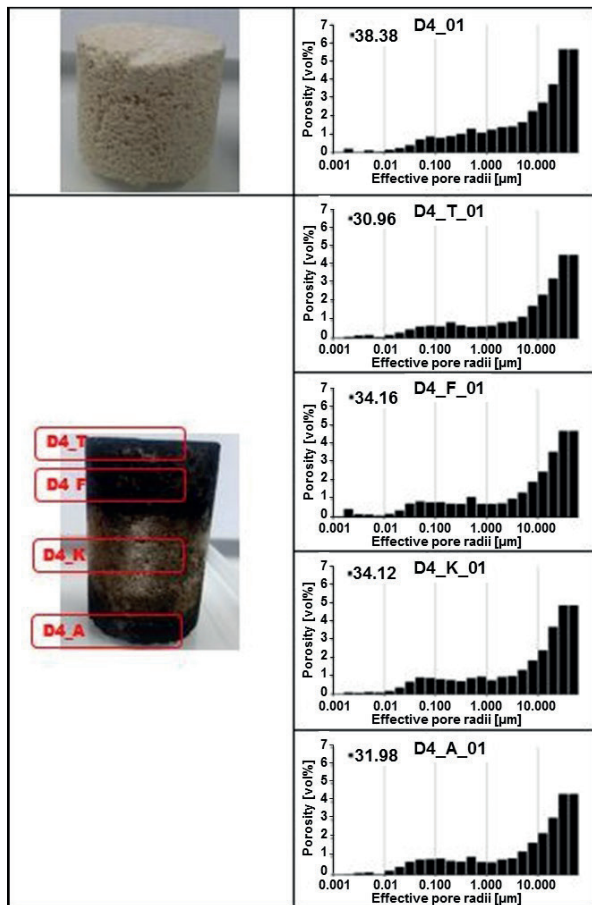 D4_01
*38.38
Porosity [vol%]
7
6
5
4
3
2
1
0
0.001 0.01 0.100 1.000 10.000
Effective pore radii [µm]
D4_T_01
*30.96
Porosity [vol%]
7
6
5
4
3
2
1
0
0.001 0.01 0.100 1.000 10.000
Effective pore radii [µm]
D4_F_01
*34.16
Porosity [vol%]
7
6
5
4
3
2
1
0
0.001 0.01 0.100 1.000 10.000
Effective pore radii [µm]
D4_T
D4_F
D4_K
D4_A
D4_K_01
*34.12
Porosity [vol%]
7
6
5
4
3
2
1
0
0.001 0.01 0.100 1.000 10.000
Effective pore radii [µm]
D4_A_01
*31.98
Porosity [vol%]
7
6
5
4
3
2
1
0
0.001 0.01 0.100 1.000 10.000
Effective pore radii [µm]